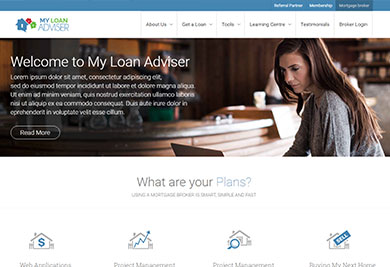 Referral Partner Membership Mortgage broker
MY LOAN
ADVISER
About Us Get a Loan Tools Learning Centre Testimonials Broker Login
Welcome to My Loan Adviser
Lorem ipsum dolor sit amet, consectetur adipiscing elit,
sed do eiusmod tempor incididunt ut labore et dolore magna aliqua.
Ut enim ad minim veniam, quis nostrud exercitation ullamco laboris
nisi ut aliquip ex ea commodo consequat. Duis aute irure dolor in
eprehenderit in voluptate velit esse cillum.
Read More
What are your Plans?
USING A MORTGAGE BROKER IS SMART, SIMPLE AND FAST
$
SELL
Web Applications Project Management Project Management Buying My Next Home